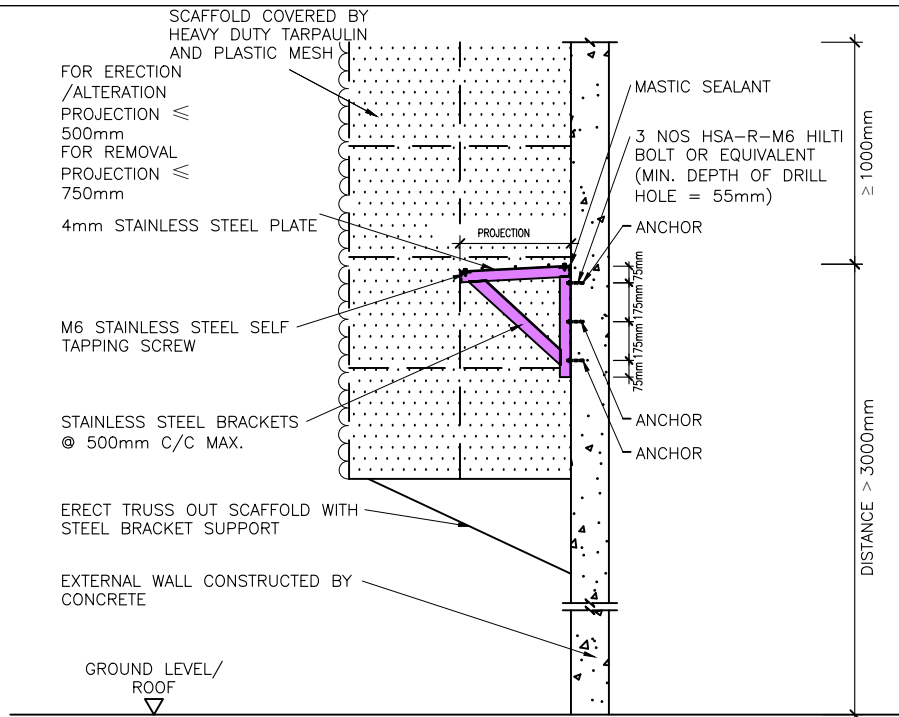 SCAFFOLD COVERED BY
HEAVY DUTY TARPAULIN
AND PLASTIC MESH
FOR ERECTION
/ALTERATION
PROJECTION ≤
500mm
FOR REMOVAL
PROJECTION ≤
750mm
4mm STAINLESS STEEL PLATE
M6 STAINLESS STEEL SELF
TAPPING SCREW
STAINLESS STEEL BRACKETS
@ 500mm C/C MAX.
ERECT TRUSS OUT SCAFFOLD WITH
STEEL BRACKET SUPPORT
EXTERNAL WALL CONSTRUCTED BY
CONCRETE
GROUND LEVEL/
ROOF
PROJECTION
MASTIC SEALANT
3 NOS HSA-R-M6 HILTI
BOLT OR EQUIVALENT
(MIN. DEPTH OF DRILL
HOLE = 55mm)
ANCHOR
75mm
175mm
175mm
75mm
ANCHOR
ANCHOR
≥ 1000mm
DISTANCE > 3000mm